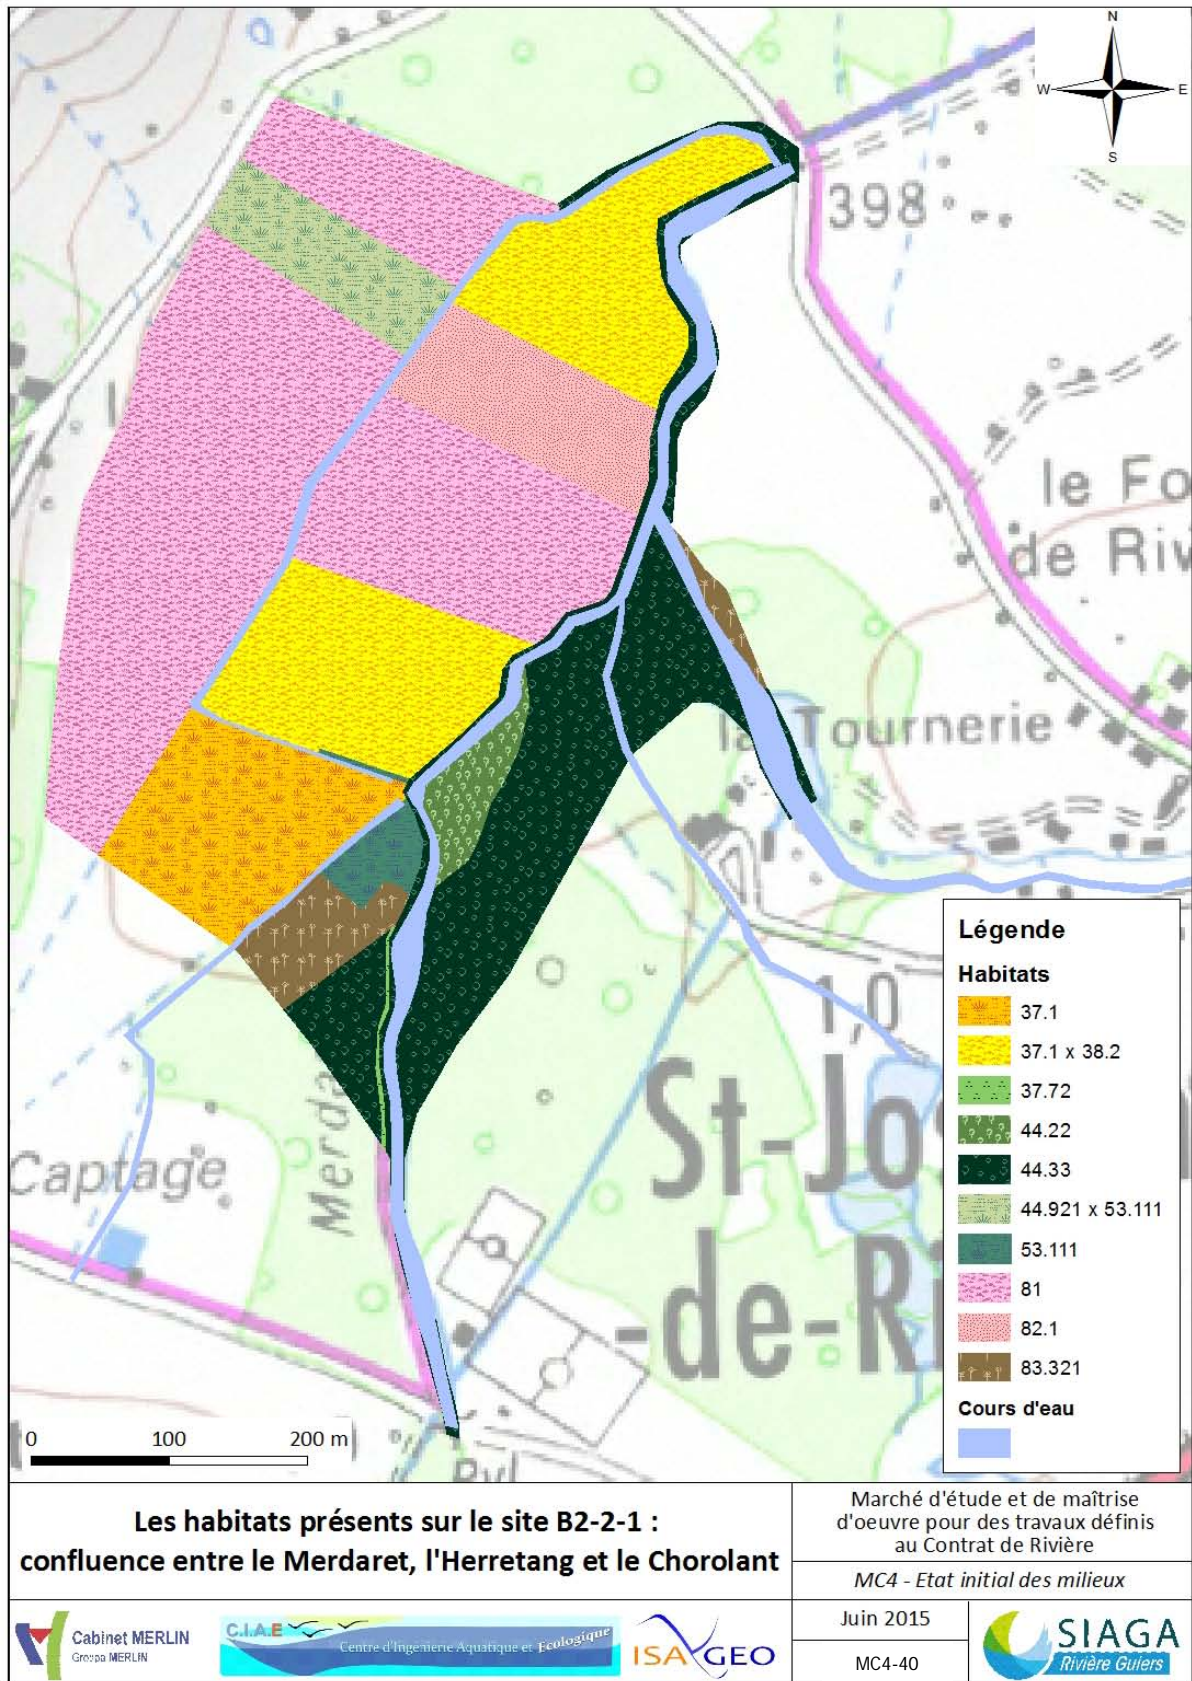 N
W E
S
398
le Fo
de Riv
la Tournerie
1,0
St-Jo
-de-Ri
Merda
Captage
Légende
Habitats
37.1
37.1 x 38.2
37.72
44.22
44.33
44.921 x 53.111
53.111
81
82.1
83.321
Cours d'eau
0 100 200 m
Les habitats présents sur le site B2-2-1 :
confluence entre le Merdaret, l'Herretang et le Chorolant
Marché d'étude et de maîtrise
d'oeuvre pour des travaux définis
au Contrat de Rivière
MC4 - Etat initial des milieux
Juin 2015
MC4-40
Cabinet MERLIN
Groupe MERLIN
C.I.A.E
Centre d'Ingénierie Aquatique et Ecologique
ISA GEO
SIAGA
Rivière Guiers